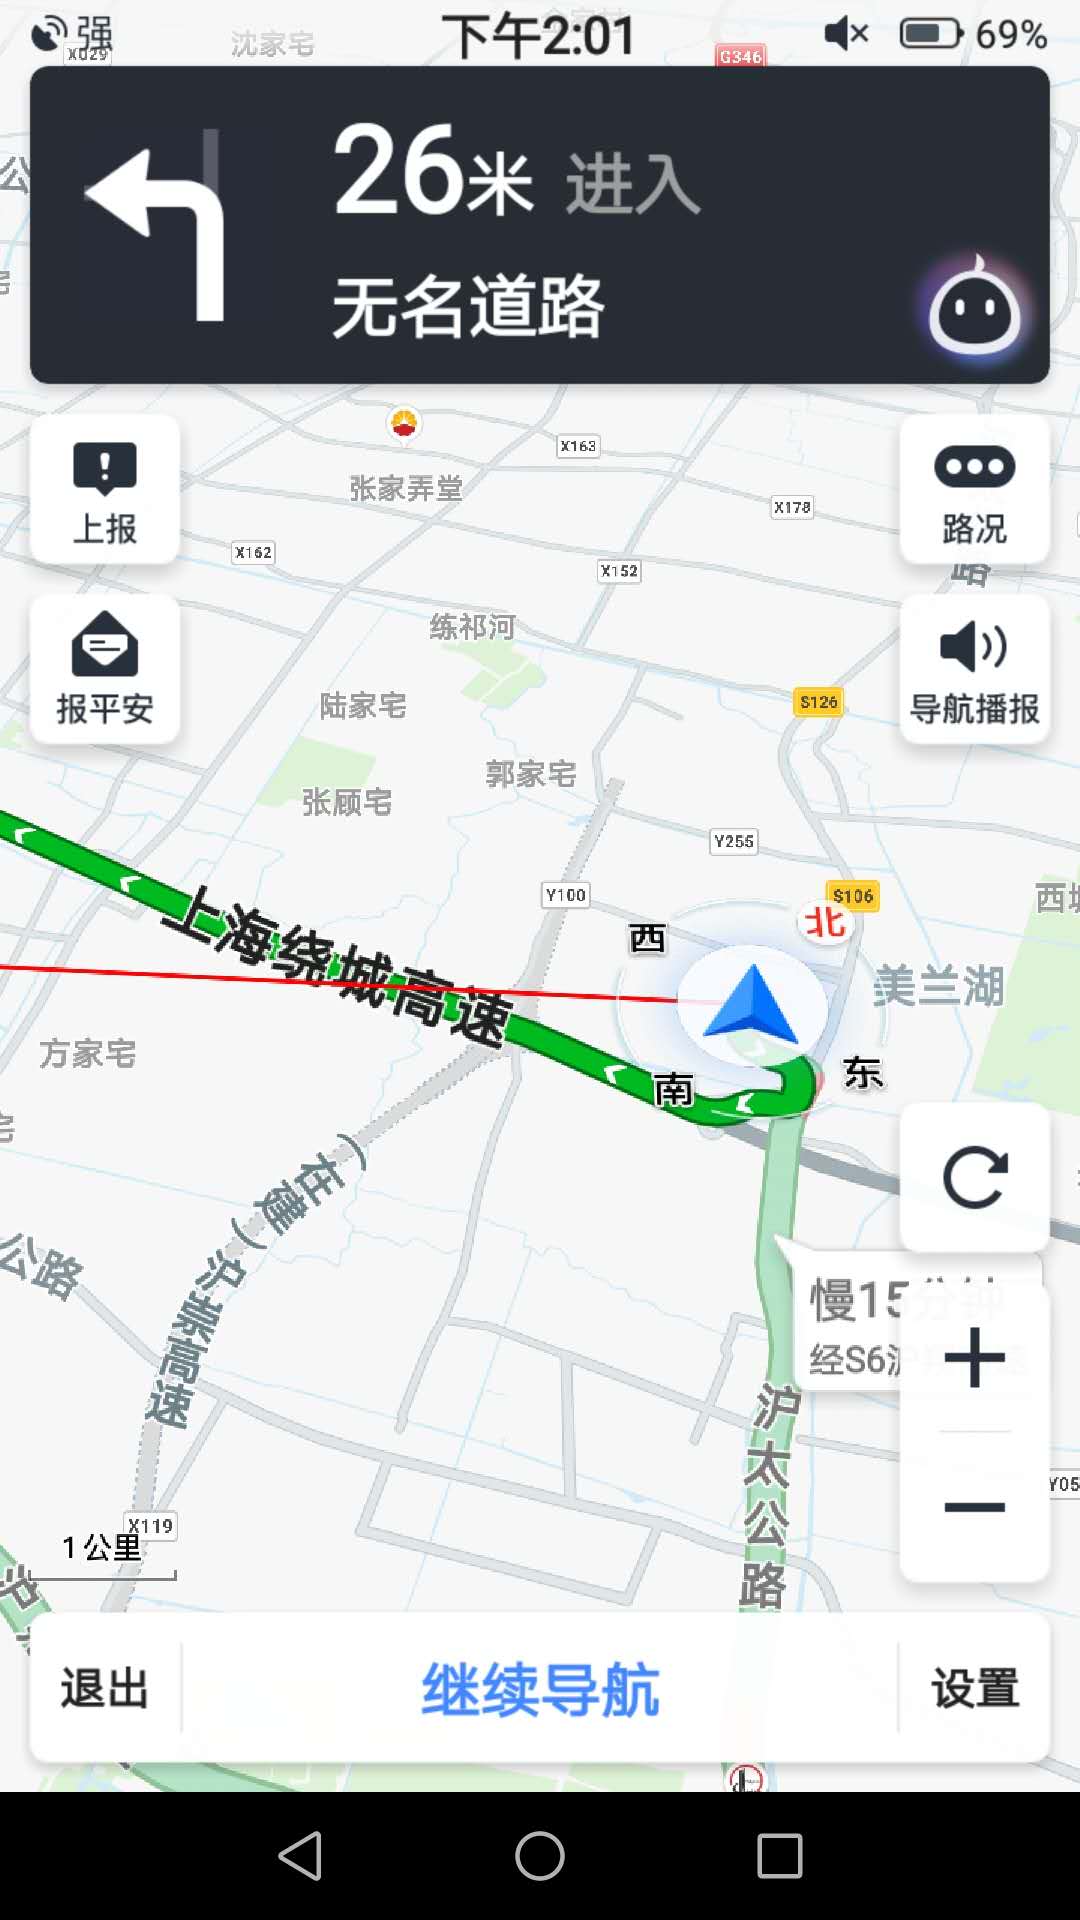 强
下午2:01
69%
X029
沈家宅
G346
26米 进入
无名道路
上报
路况
报平安
导航播报
X163
张家弄堂
X178
X162
X152
练祁河
陆家宅
S126
郭家宅
张顾宅
Y255
Y100
S106
西
北
上海绕城高速
美兰湖
方家宅
南
东
(在建)
沪崇高速
公路
慢15分钟
经S6沪
沪太公路
X119
1公里
退出
继续导航
设置